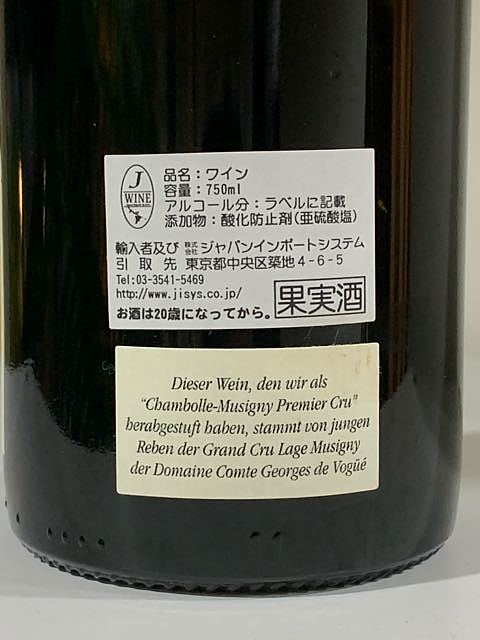 J
WINE
品名：ワイン
容量：750ml
アルコール分：ラベルに記載
添加物：酸化防止剤(亜硫酸塩)
輸入者及び 株式会社 ジャパンインポートシステム
引取先 東京都中央区築地4-6-5
Tel:03-3541-5469
http://www.jisys.co.jp/
お酒は20歳になってから。
果実酒
Dieser Wein, den wir als
"Chambolle-Musigny Premier Cru"
herabgestuft haben, stammt von jungen
Reben der Grand Cru Lage Musigny
der Domaine Comte Georges de Vogüé